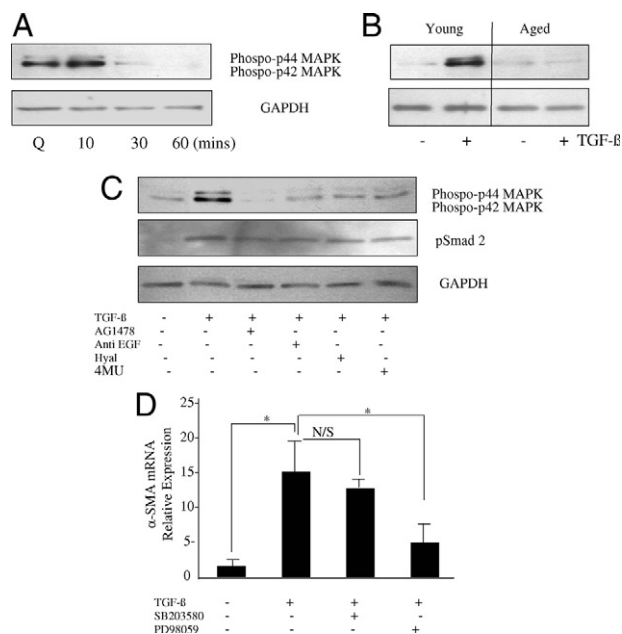 A
Phospo-p44 MAPK
Phospo-p42 MAPK
GAPDH
Q 10 30 60 (mins)
B
Young Aged
- + - + TGF-ß
C
Phospo-p44 MAPK
Phospo-p42 MAPK
pSmad 2
GAPDH
TGF-ß - + + + + +
AG1478 - - + - - -
Anti EGF - - - + - -
Hyal - - - - + -
4MU - - - - - +
D
α-SMA mRNA
Relative Expression
25
20
15
10
5
0
*
N/S
*
TGF-ß - + + +
SB203580 - - + -
PD98059 - - - +